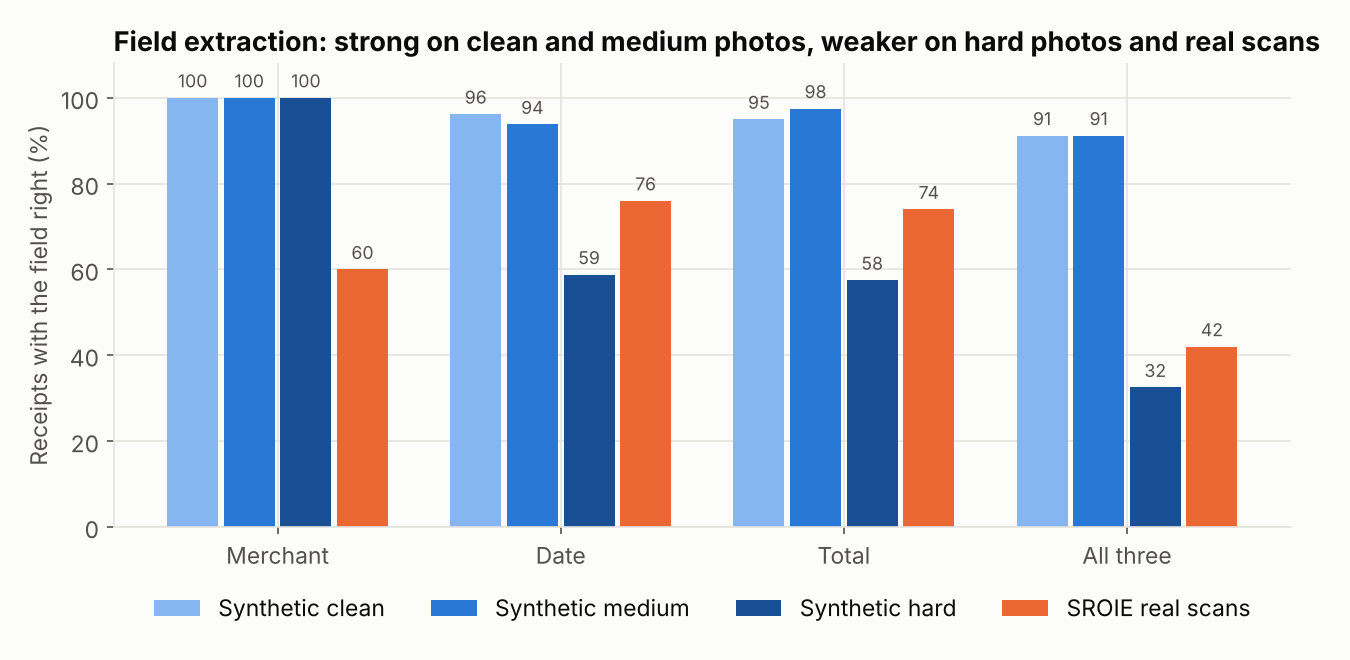 Field extraction: strong on clean and medium photos, weaker on hard photos and real scans
Receipts with the field right (%)
100
80
60
40
20
0
100 100 100 60
96 94 59 76
95 98 58 74
91 91 32 42
Merchant Date Total All three
Synthetic clean Synthetic medium Synthetic hard SROIE real scans